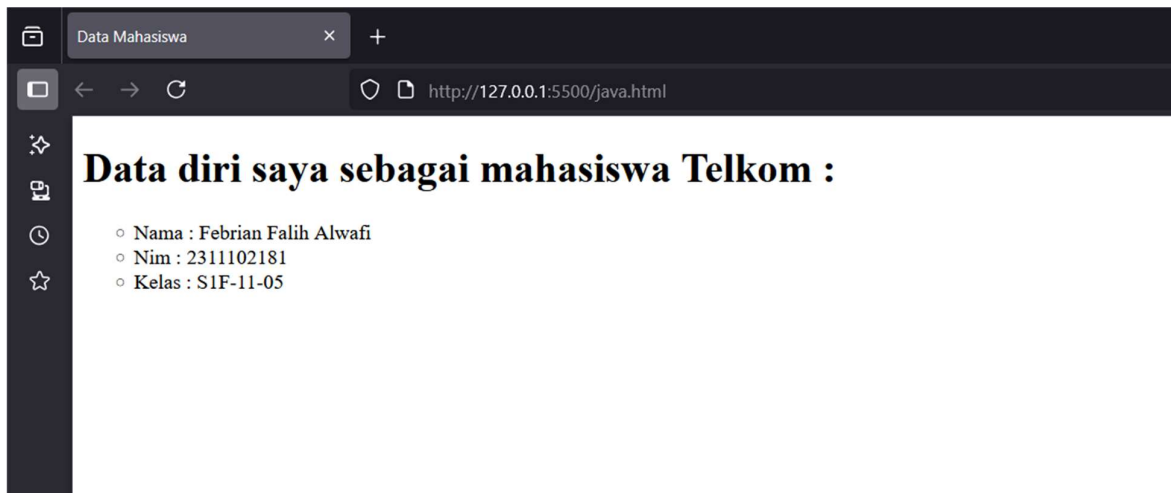 Data Mahasiswa
http://127.0.0.1:5500/java.html
Data diri saya sebagai mahasiswa Telkom :
Nama : Febrian Falih Alwafi
Nim : 2311102181
Kelas : S1F-11-05